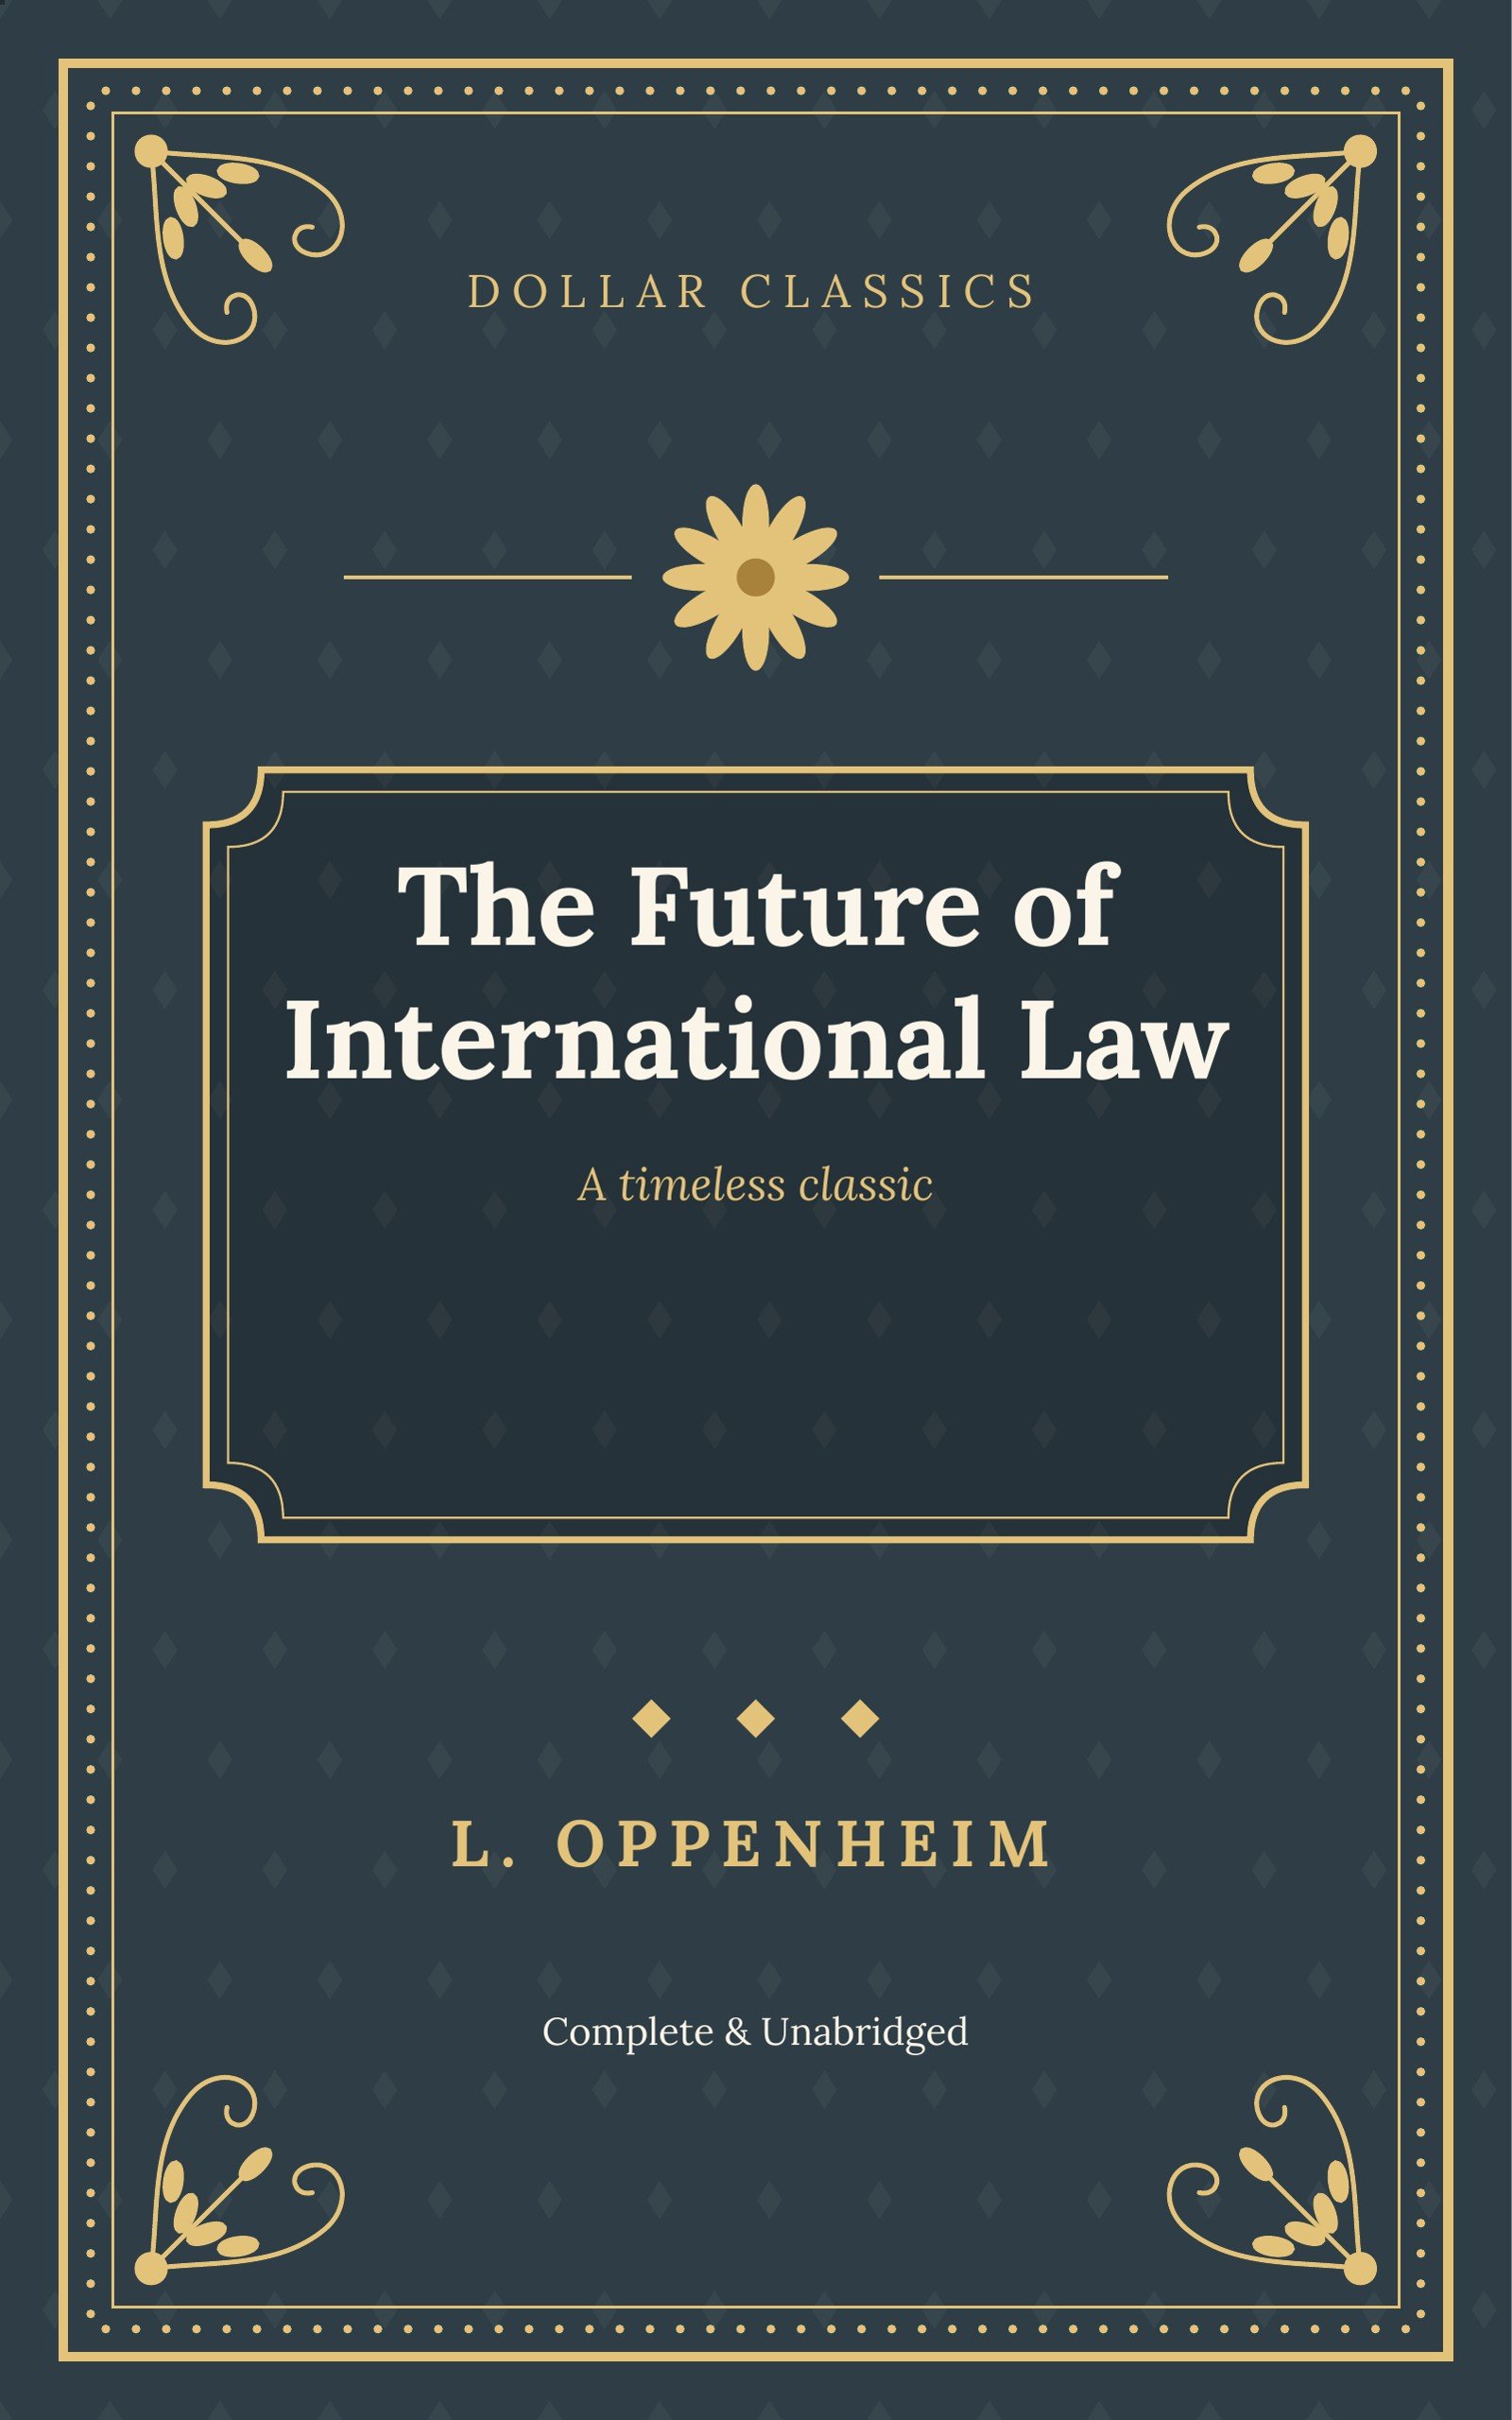 DOLLAR CLASSICS
The Future of
International Law
A timeless classic
L. OPPENHEIM
Complete & Unabridged